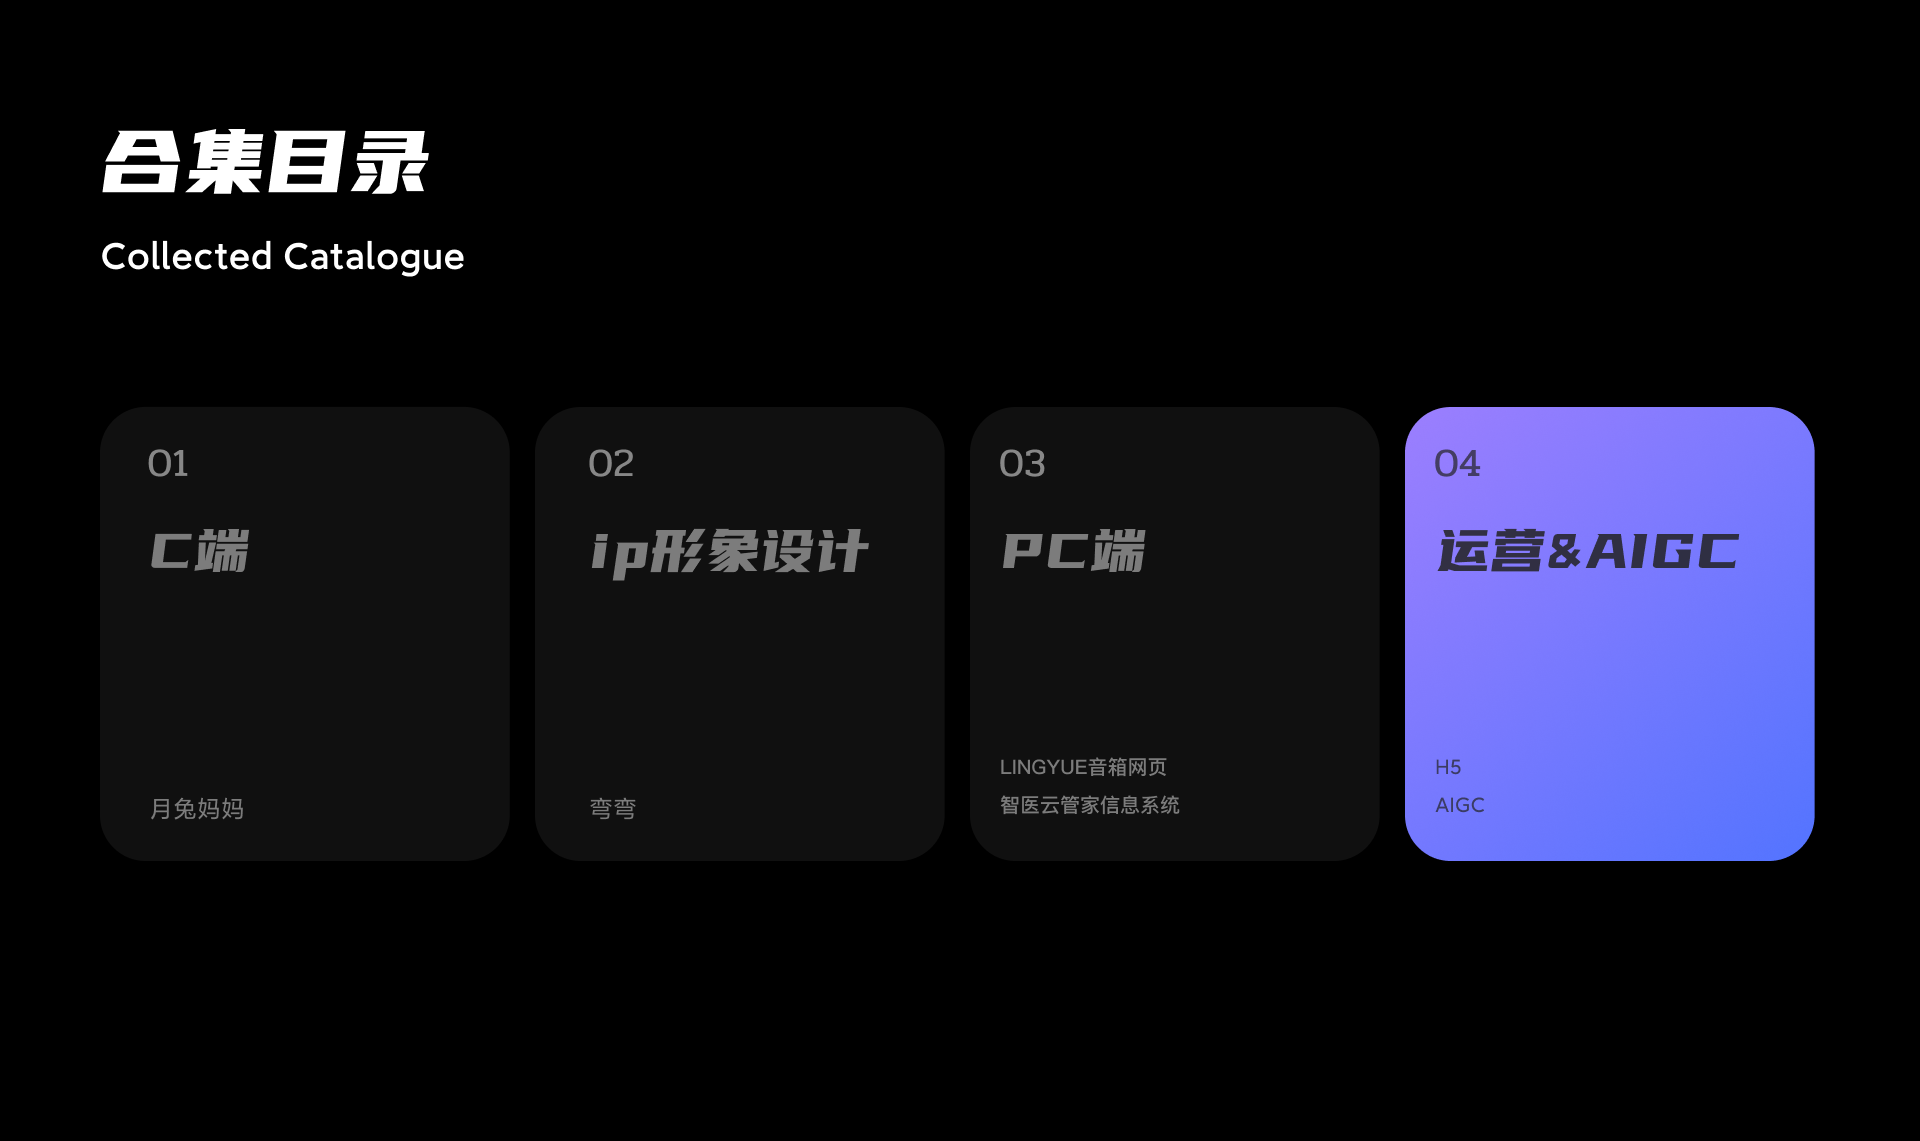 合集目录
Collected Catalogue
01
C端
月兔妈妈
02
ip形象设计
弯弯
03
PC端
LINGYUE音箱网页
智医云管家信息系统
04
运营&AIGC
H5
AIGC